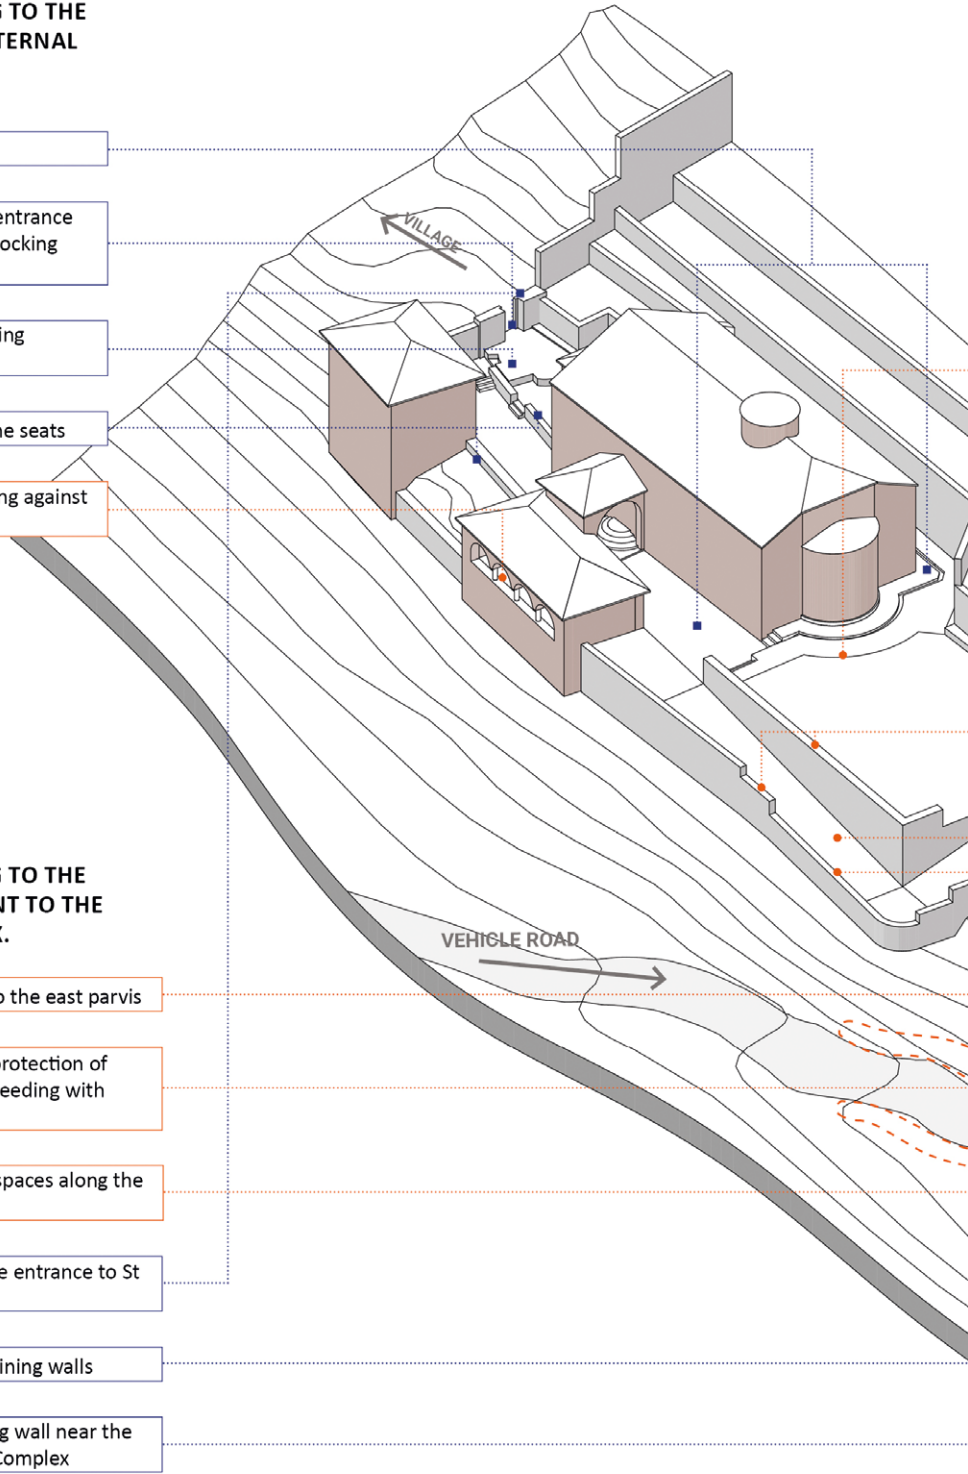 G TO THE
TERNAL
entrance
ocking
ing
ne seats
ng against
VILLAGE
G TO THE
NT TO THE
X.
VEHICLE ROAD
o the east parvis
protection of
eeding with
spaces along the
e entrance to St
ining walls
g wall near the
Complex